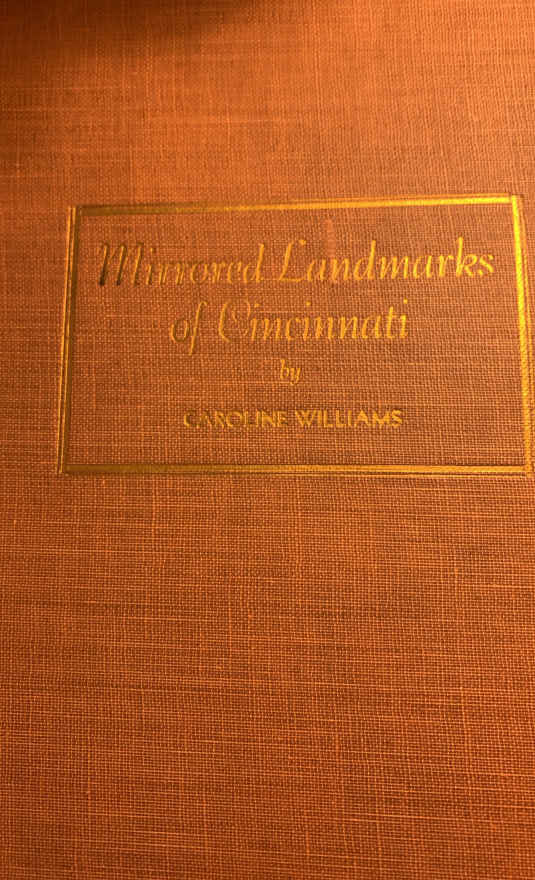 Mirrored Landmarks
of Cincinnati
by
CAROLINE WILLIAMS